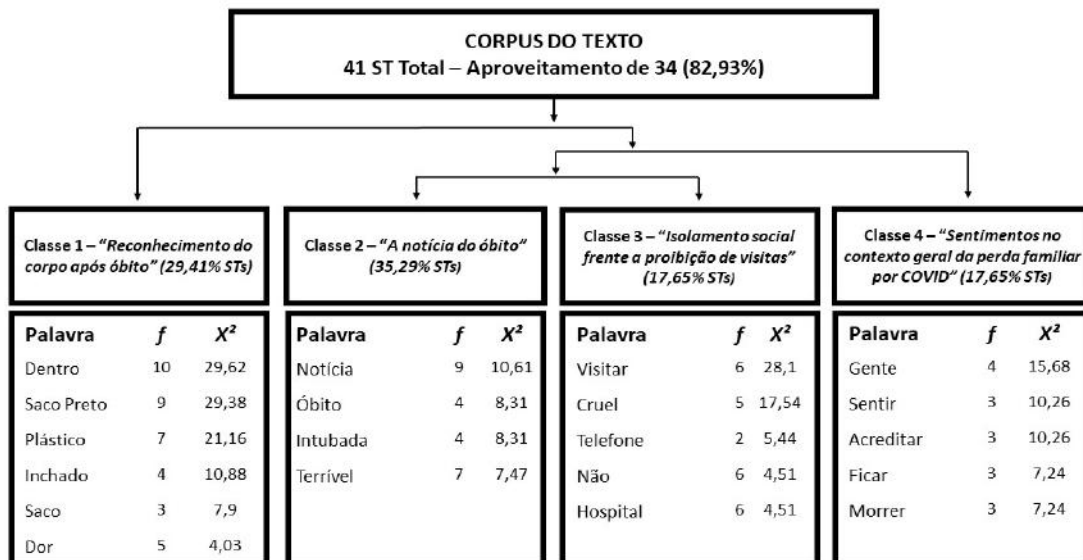 CORPUS DO TEXTO
41 ST Total – Aproveitamento de 34 (82,93%)
Classe 1 – “Reconhecimento do
corpo após óbito” (29,41% STs)
Palavra f X²
Dentro 10 29,62
Saco Preto 9 29,38
Plástico 7 21,16
Inchado 4 10,88
Saco 3 7,9
Dor 5 4,03
Classe 2 – “A notícia do óbito”
(35,29% STs)
Palavra f X²
Notícia 9 10,61
Óbito 4 8,31
Intubada 4 8,31
Terrível 7 7,47
Classe 3 – “Isolamento social
frente a proibição de visitas”
(17,65% STs)
Palavra f X²
Visitar 6 28,1
Cruel 5 17,54
Telefone 2 5,44
Não 6 4,51
Hospital 6 4,51
Classe 4 – “Sentimentos no
contexto geral da perda familiar
por COVID” (17,65% STs)
Palavra f X²
Gente 4 15,68
Sentir 3 10,26
Acreditar 3 10,26
Ficar 3 7,24
Morrer 3 7,24